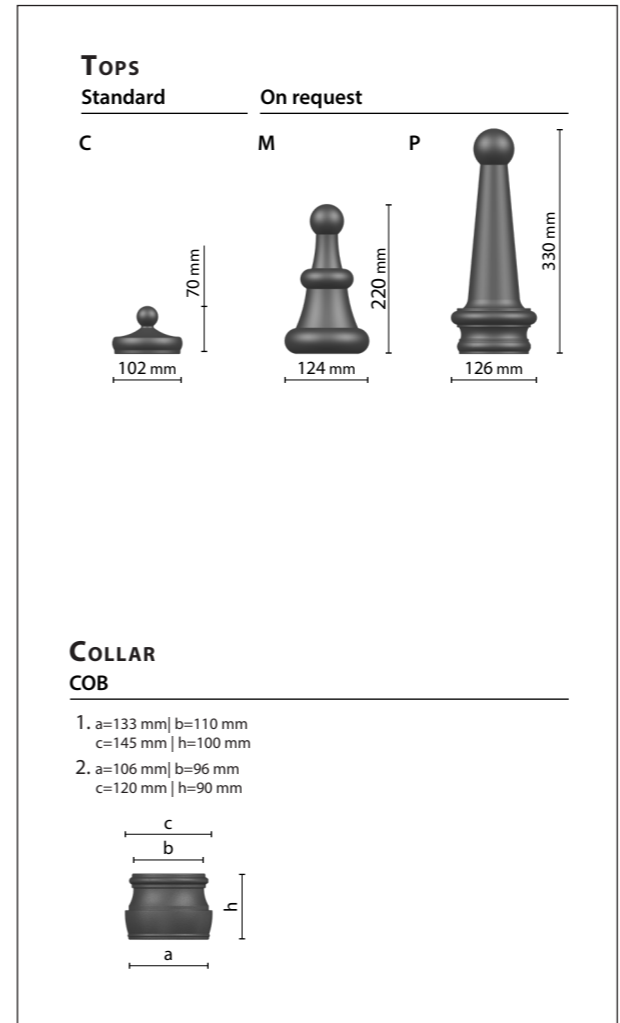 TOPS
Standard On request
C M P
70 mm
220 mm
330 mm
102 mm 124 mm 126 mm
COLLAR
COB
1. a=133 mm| b=110 mm
c=145 mm | h=100 mm
2. a=106 mm| b=96 mm
c=120 mm | h=90 mm
c
b
h
a